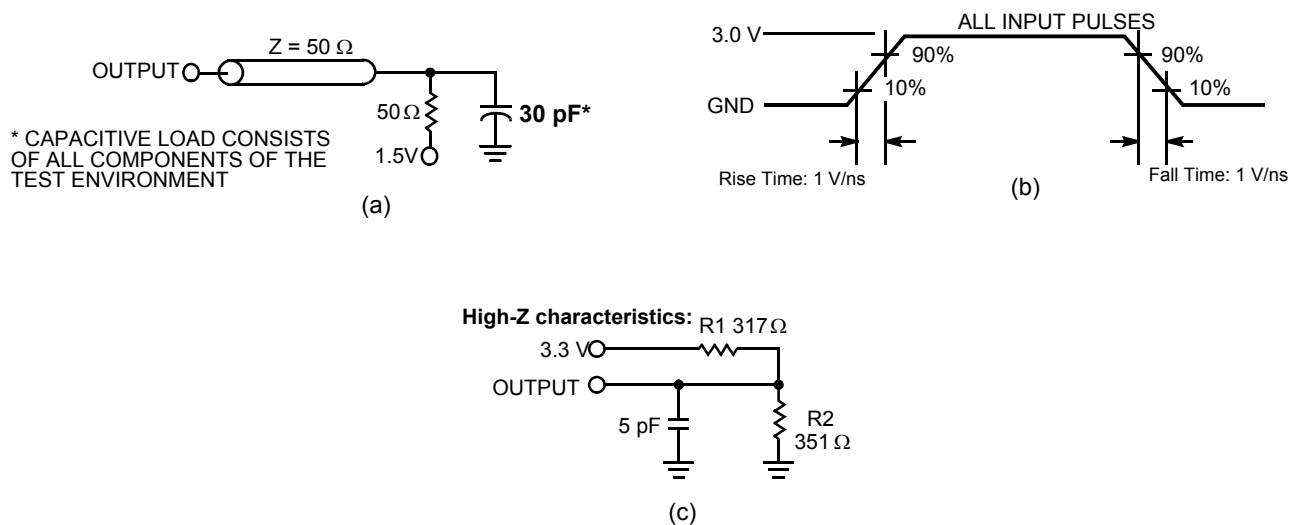 Z = 50 Ω
OUTPUT
50 Ω
30 pF*
1.5V
* CAPACITIVE LOAD CONSISTS
OF ALL COMPONENTS OF THE
TEST ENVIRONMENT
(a)
ALL INPUT PULSES
3.0 V
90%
10%
GND
90%
10%
Rise Time: 1 V/ns
Fall Time: 1 V/ns
(b)
High-Z characteristics:
R1 317 Ω
3.3 V
OUTPUT
5 pF
R2
351 Ω
(c)